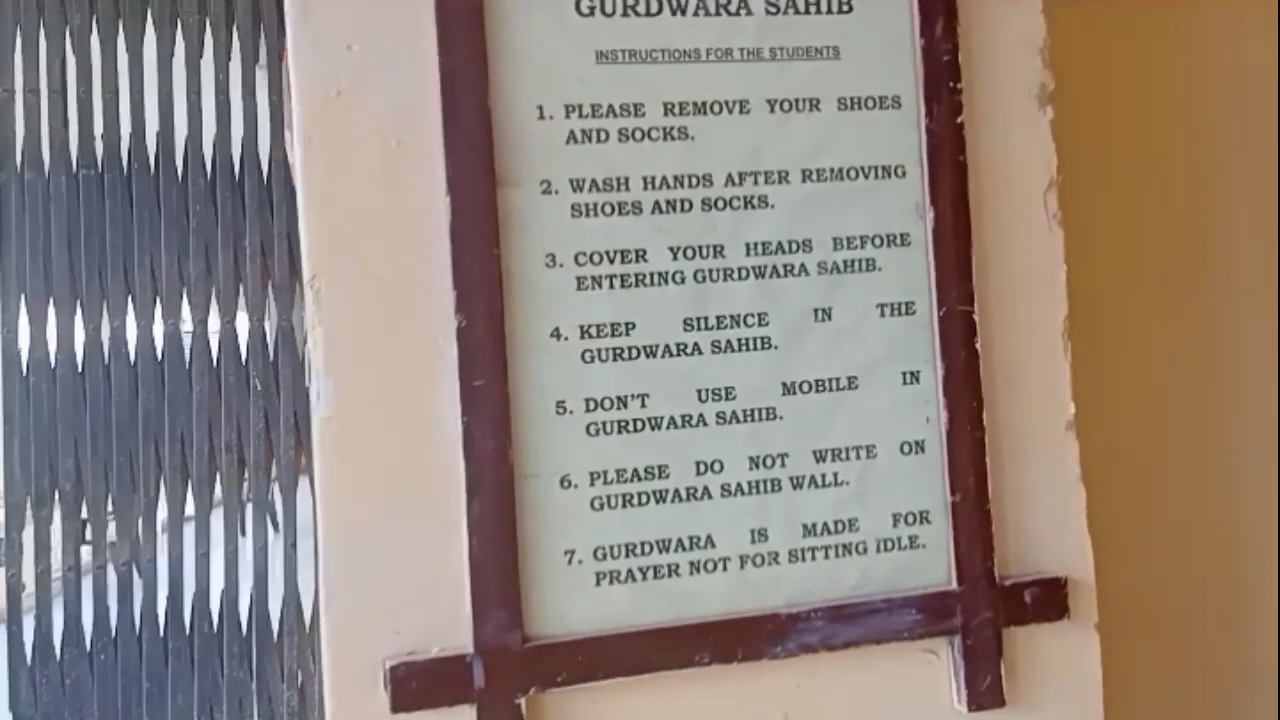 GURDWARA SAHIB
INSTRUCTIONS FOR THE STUDENTS
1. PLEASE REMOVE YOUR SHOES
AND SOCKS.
2. WASH HANDS AFTER REMOVING
SHOES AND SOCKS.
3. COVER YOUR HEADS BEFORE
ENTERING GURDWARA SAHIB.
4. KEEP SILENCE IN THE
GURDWARA SAHIB.
5. DON'T USE MOBILE IN
GURDWARA SAHIB.
6. PLEASE DO NOT WRITE ON
GURDWARA SAHIB WALL.
7. GURDWARA IS MADE FOR
PRAYER NOT FOR SITTING IDLE.